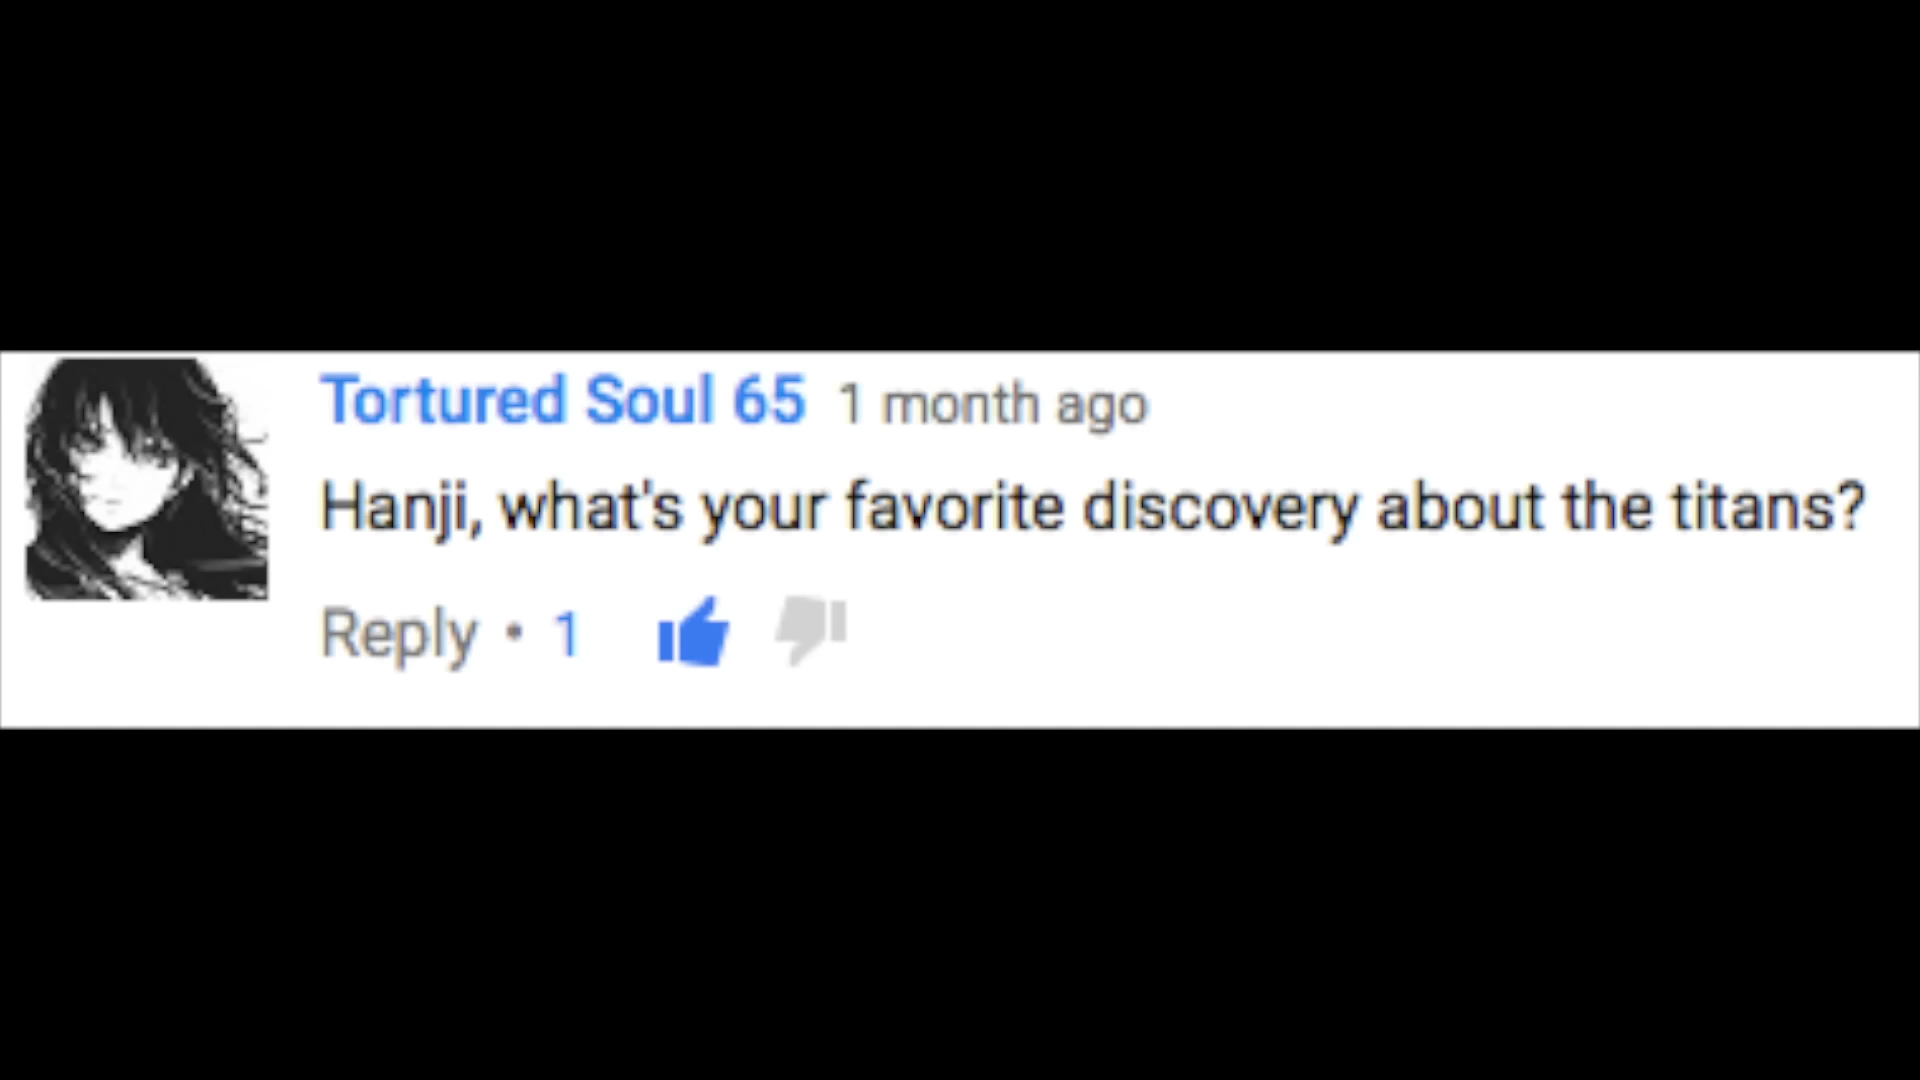 Tortured Soul 65 1 month ago
Hanji, what's your favorite discovery about the titans?
Reply • 1